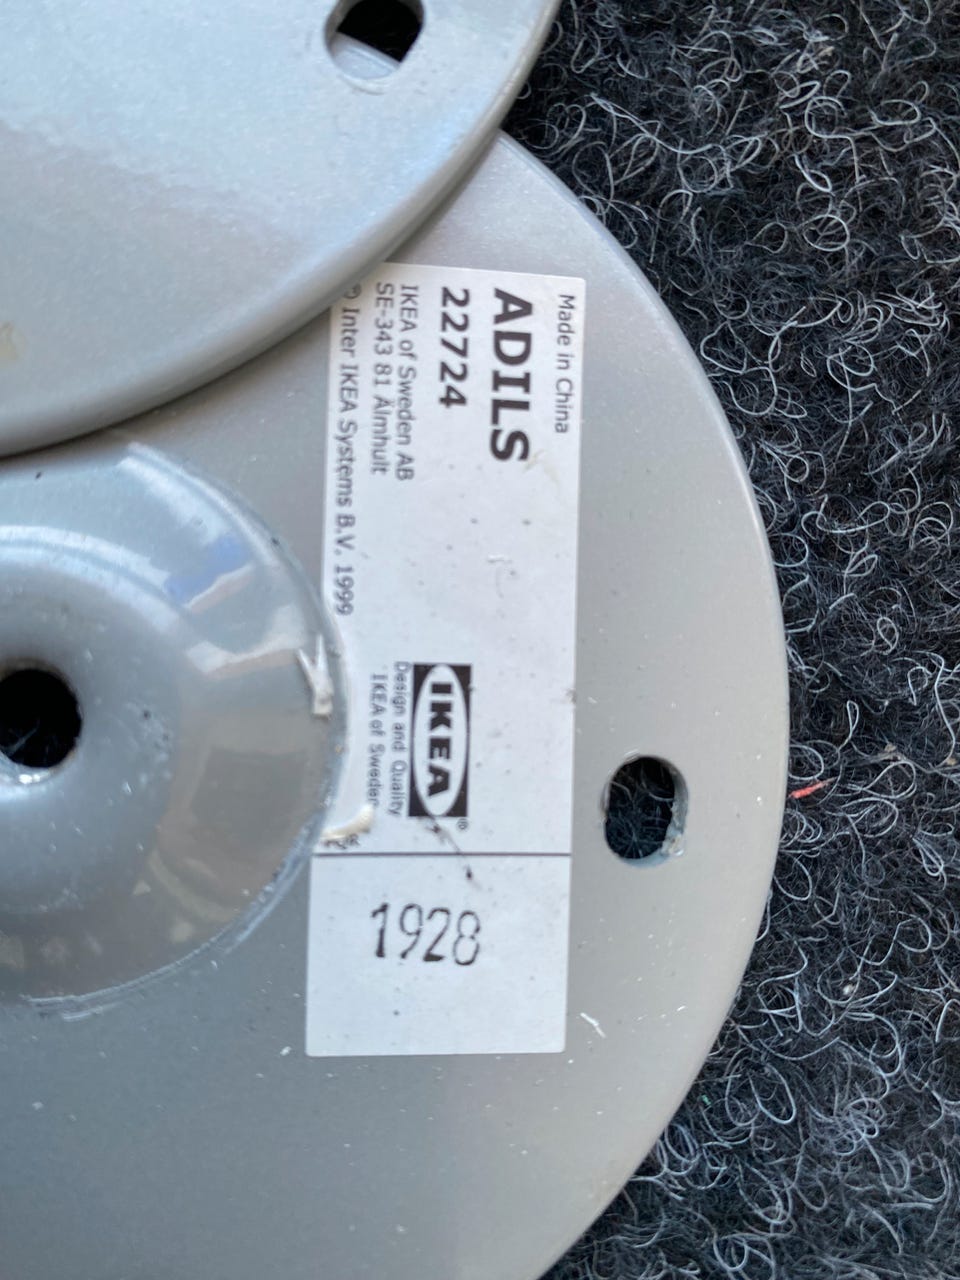 Made in China
ADILS
22724
IKEA of Sweden AB
SE-343 81 Älmhult
© Inter IKEA Systems B.V. 1999
IKEA®
Design and Quality
IKEA of Sweden
1928